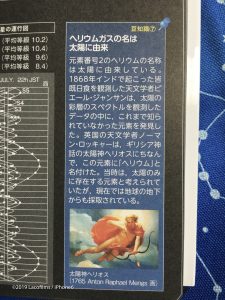 星の運行図
(平均等級 10.2)
(平均等級 10.4)
(平均等級 9.6)
(平均等級 8.4)
JULY, 22h JST
西
S5
S4
S3
豆知識⑦
ヘリウムガスの名は
太陽に由来
元素番号2のヘリウムの名称
は太陽に由来している。
1868年インドで起こった皆
既日食を観測した天文学者ピ
エール・ジャンサンは、太陽の
彩層のスペクトルを観測した
データの中に、これまで知ら
れていなかった元素を発見し
た。英国の天文学者ノーマ
ン・ロッキャーは、ギリシア神
話の太陽神ヘリオスにちなん
で、この元素に「ヘリウム」と
名付けた。当時は、太陽のみ
に存在する元素と考えられて
いたが、現在では地球の地下
からも採取されている。
太陽神ヘリオス
(1765 Anton Raphael Mengs 画)
©2019 Lacofilms / iPhone6